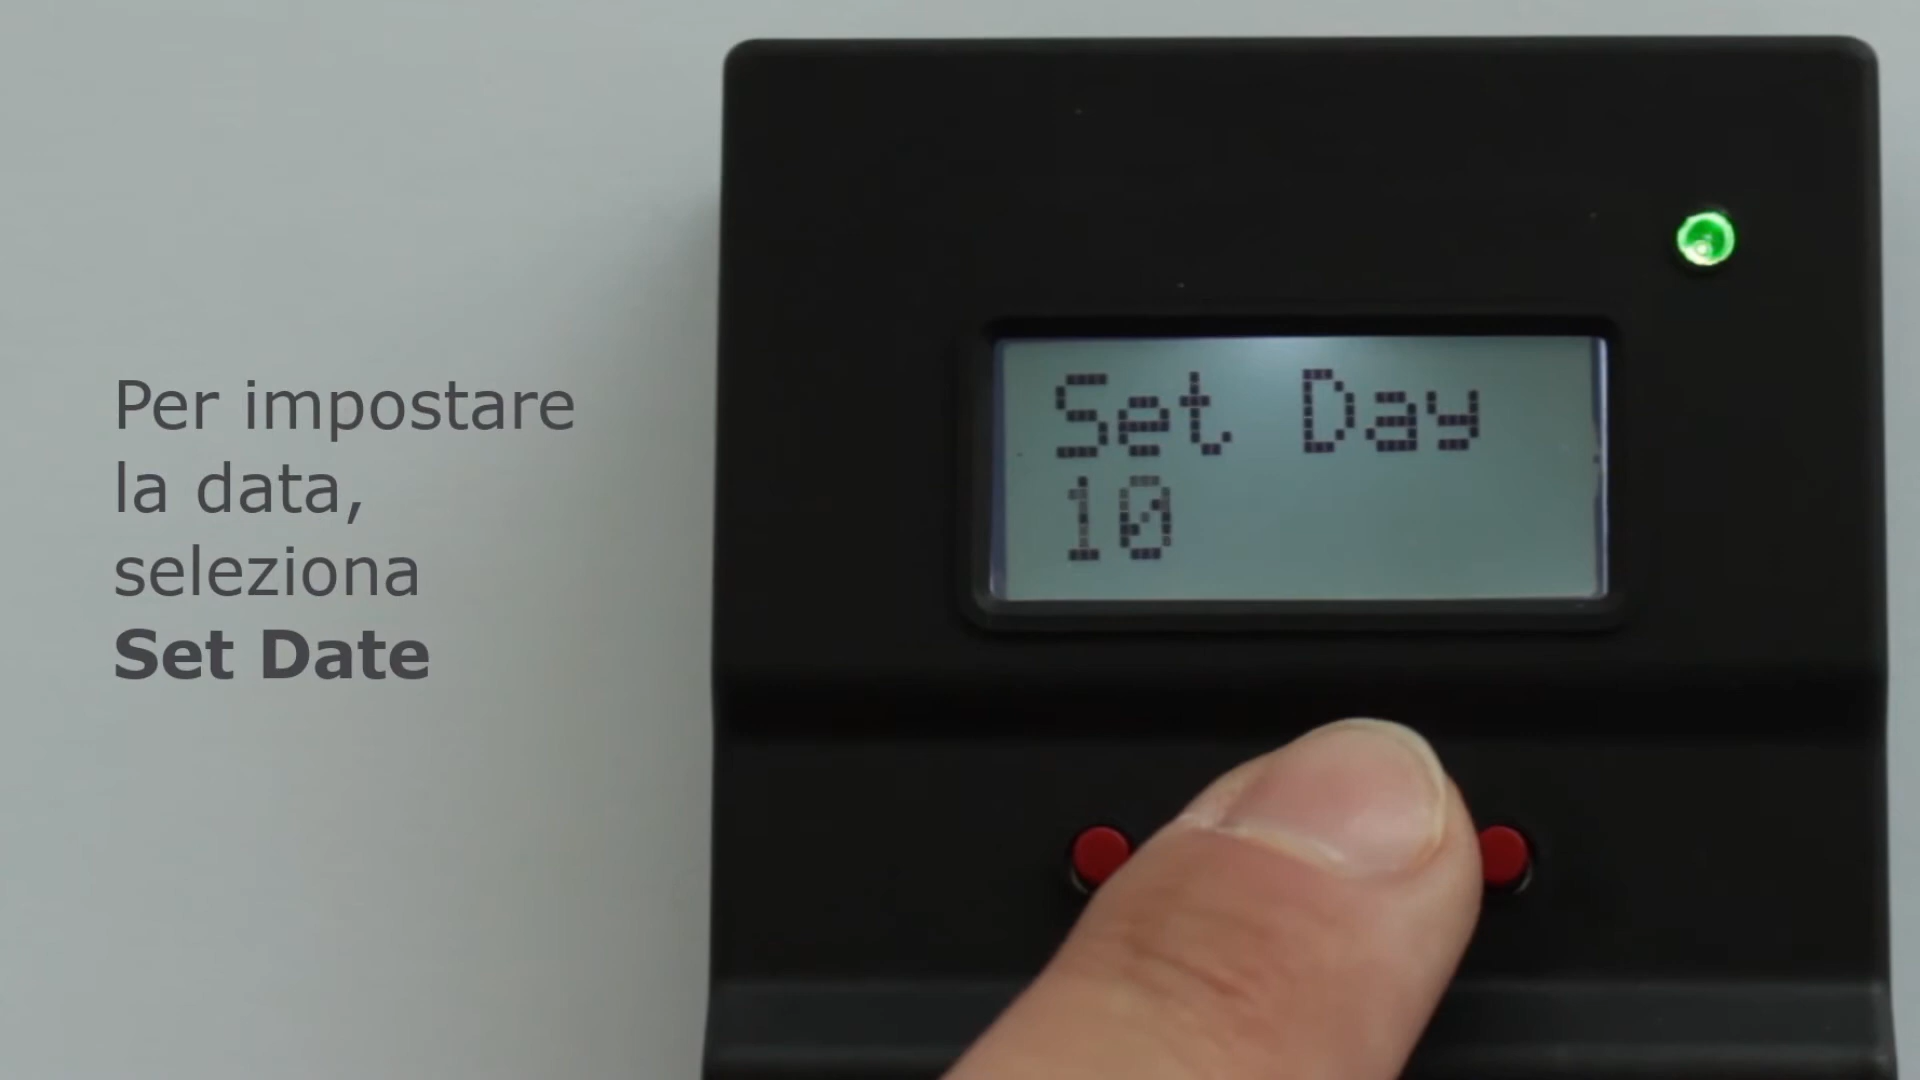 Per impostare
la data,
seleziona
Set Date
Set Day
10